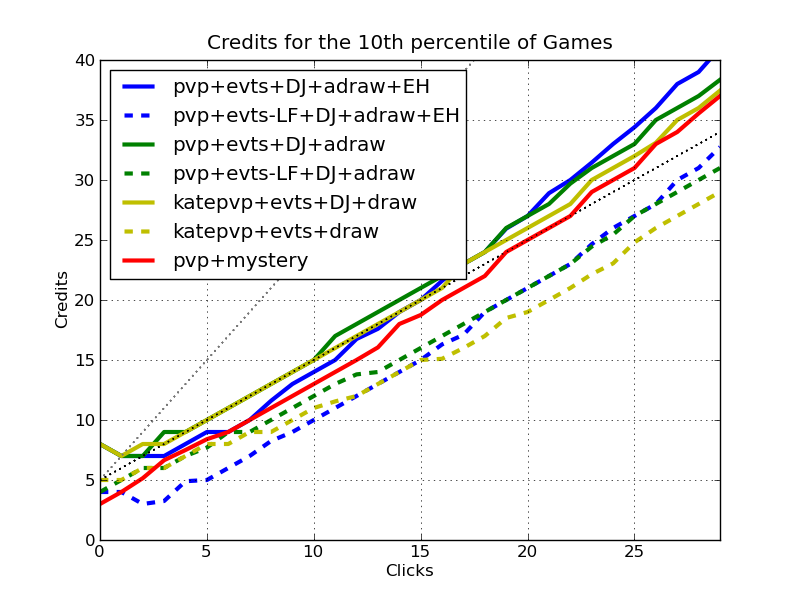 Credits for the 10th percentile of Games
40
35
30
25
20
15
10
5
0
Credits
pvp+evts+DJ+adraw+EH
pvp+evts-LF+DJ+adraw+EH
pvp+evts+DJ+adraw
pvp+evts-LF+DJ+adraw
katepvp+evts+DJ+draw
katepvp+evts+draw
pvp+mystery
0 5 10 15 20 25
Clicks